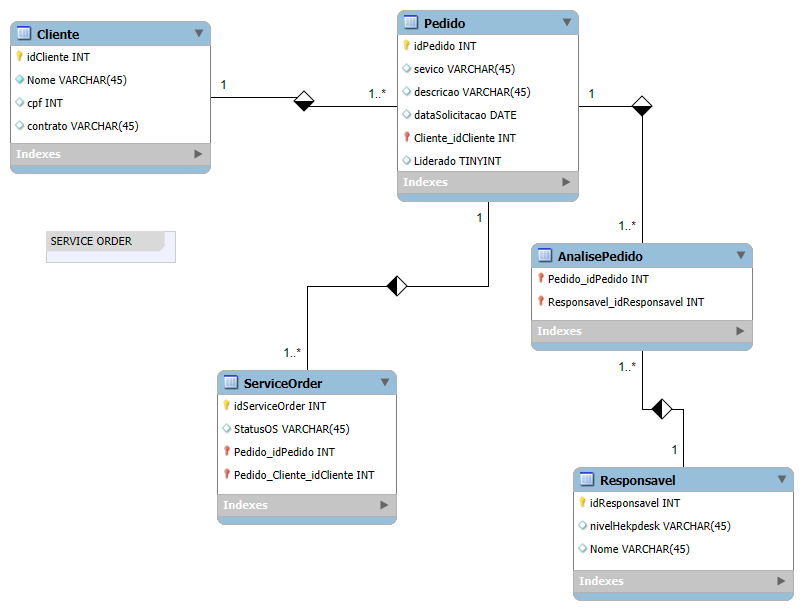 Cliente
idCliente INT
Nome VARCHAR(45)
cpf INT
contrato VARCHAR(45)
Indexes
1
1..*
Pedido
idPedido INT
sevico VARCHAR(45)
descricao VARCHAR(45)
dataSolicitacao DATE
Cliente_idCliente INT
Liderado TINYINT
Indexes
1
1..*
1
1..*
SERVICE ORDER
AnalisePedido
Pedido_idPedido INT
Responsavel_idResponsavel INT
Indexes
1..*
1
ServiceOrder
idServiceOrder INT
StatusOS VARCHAR(45)
Pedido_idPedido INT
Pedido_Cliente_idCliente INT
Indexes
Responsavel
idResponsavel INT
nivelHekpdesk VARCHAR(45)
Nome VARCHAR(45)
Indexes